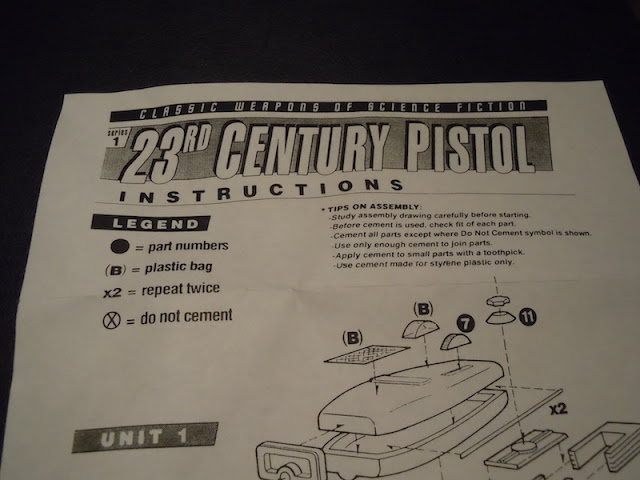 CLASSIC WEAPONS OF SCIENCE FICTION
series 1
23RD CENTURY PISTOL
INSTRUCTIONS
LEGEND
= part numbers
(B) = plastic bag
x2 = repeat twice
ⓧ = do not cement
* TIPS ON ASSEMBLY:
-Study assembly drawing carefully before starting.
-Before cement is used, check fit of each part.
-Cement all parts except where Do Not Cement symbol is shown.
-Use only enough cement to join parts.
-Apply cement to small parts with a toothpick.
-Use cement made for styrene plastic only.
(B)
(B)
7
11
x2
UNIT 1